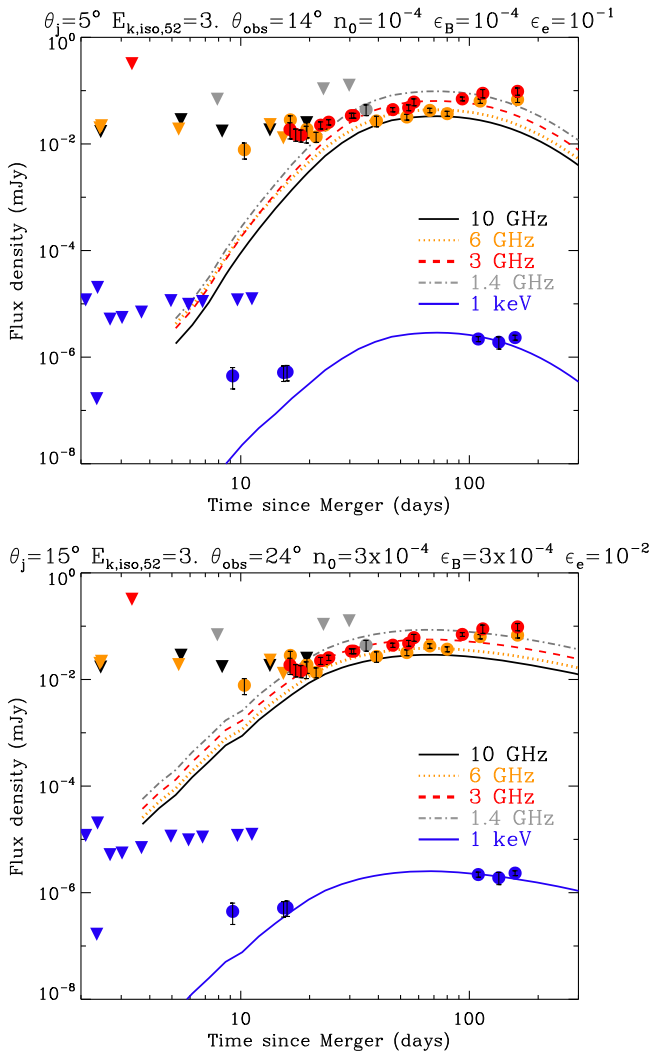 θj=5° Ek,iso,52=3. θobs=14° n0=10^-4 εB=10^-4 εe=10^-1
10^0
10^-2
10^-4
10^-6
10^-8
Flux density (mJy)
10 GHz
6 GHz
3 GHz
1.4 GHz
1 keV
10 100
Time since Merger (days)
θj=15° Ek,iso,52=3. θobs=24° n0=3x10^-4 εB=3x10^-4 εe=10^-2
10^0
10^-2
10^-4
10^-6
10^-8
Flux density (mJy)
10 GHz
6 GHz
3 GHz
1.4 GHz
1 keV
10 100
Time since Merger (days)